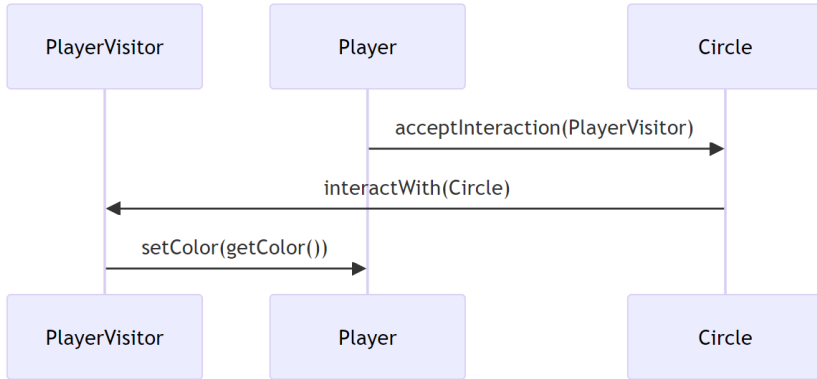 PlayerVisitor Player Circle
acceptInteraction(PlayerVisitor)
interactWith(Circle)
setColor(getColor())
PlayerVisitor Player Circle